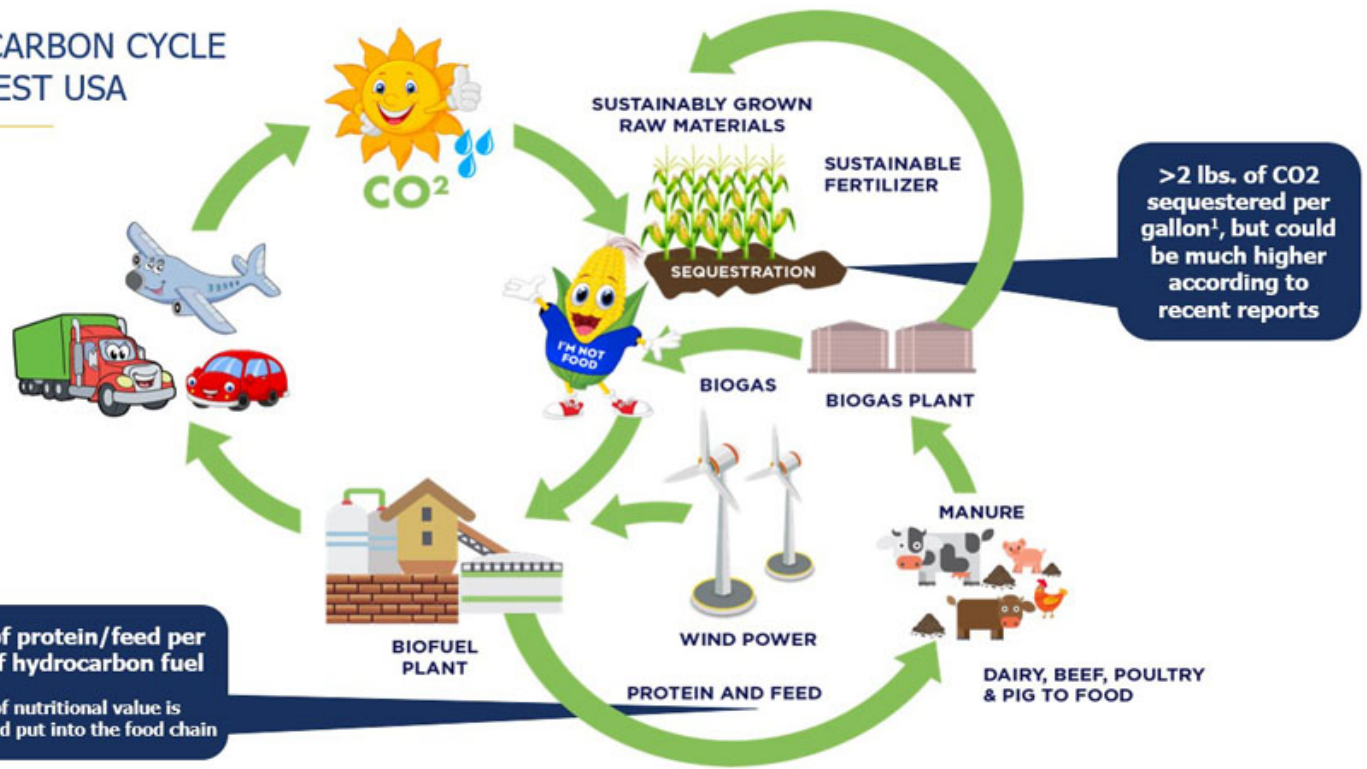 CARBON CYCLE
EST USA
CO²
SUSTAINABLY GROWN
RAW MATERIALS
SUSTAINABLE
FERTILIZER
>2 lbs. of CO2
sequestered per
gallon¹, but could
be much higher
according to
recent reports
SEQUESTRATION
I'M NOT
FOOD
BIOGAS
BIOGAS PLANT
MANURE
WIND POWER
BIOFUEL
PLANT
DAIRY, BEEF, POULTRY
& PIG TO FOOD
PROTEIN AND FEED
of protein/feed per
of hydrocarbon fuel
of nutritional value is
d put into the food chain